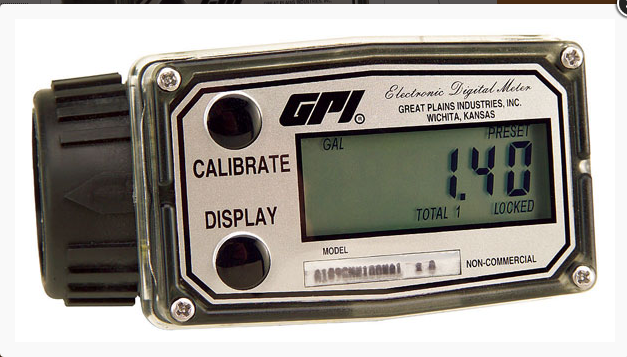 GPI®
Electronic Digital Meter
GREAT PLAINS INDUSTRIES, INC.
WICHITA, KANSAS
CALIBRATE
DISPLAY
GAL
PRESET
1.40
TOTAL 1
LOCKED
MODEL
NON-COMMERCIAL